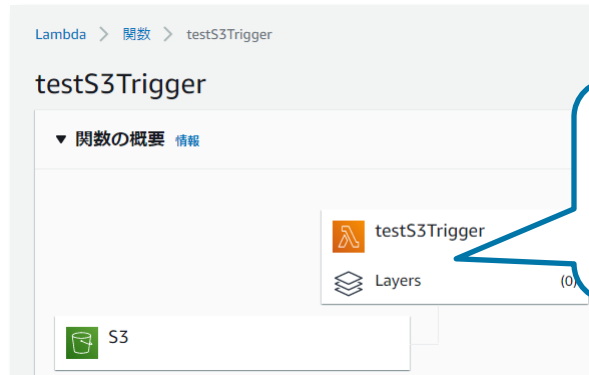 Lambda > 関数 > testS3Trigger
testS3Trigger
▼ 関数の概要 情報
testS3Trigger
Layers (0)
S3